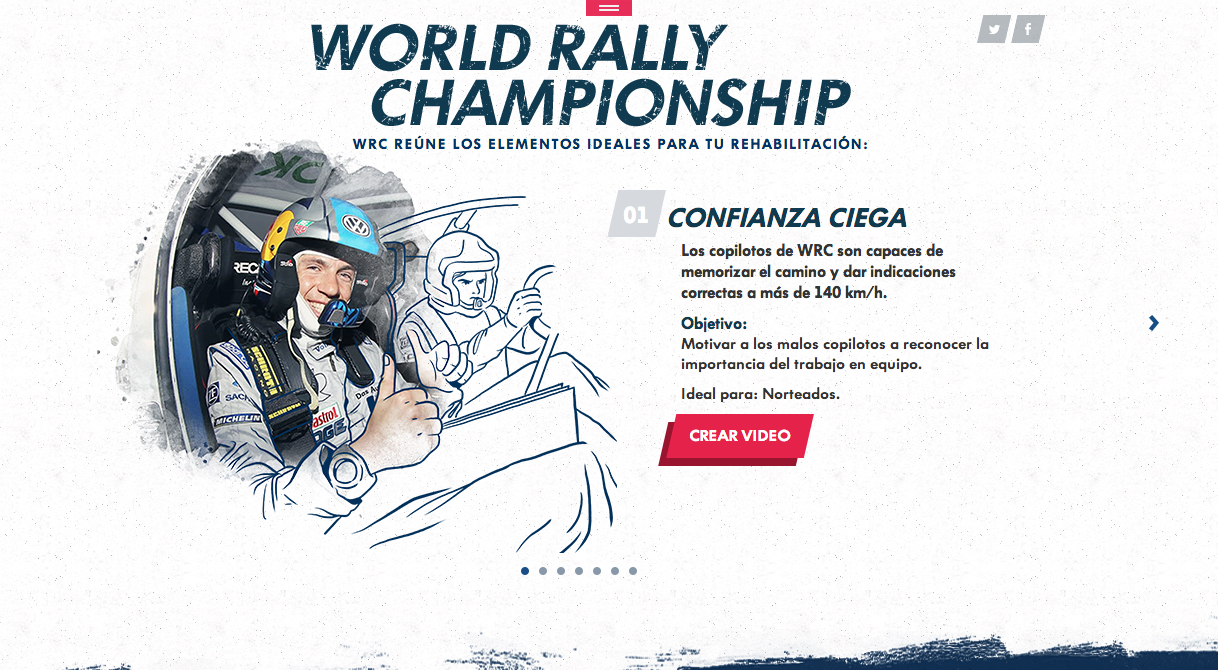 WORLD RALLY
CHAMPIONSHIP
WRC REÚNE LOS ELEMENTOS IDEALES PARA TU REHABILITACIÓN:
01 CONFIANZA CIEGA
Los copilotos de WRC son capaces de
memorizar el camino y dar indicaciones
correctas a más de 140 km/h.
Objetivo:
Motivar a los malos copilotos a reconocer la
importancia del trabajo en equipo.
Ideal para: Norteados.
CREAR VIDEO
SCHROTH
MICHELIN